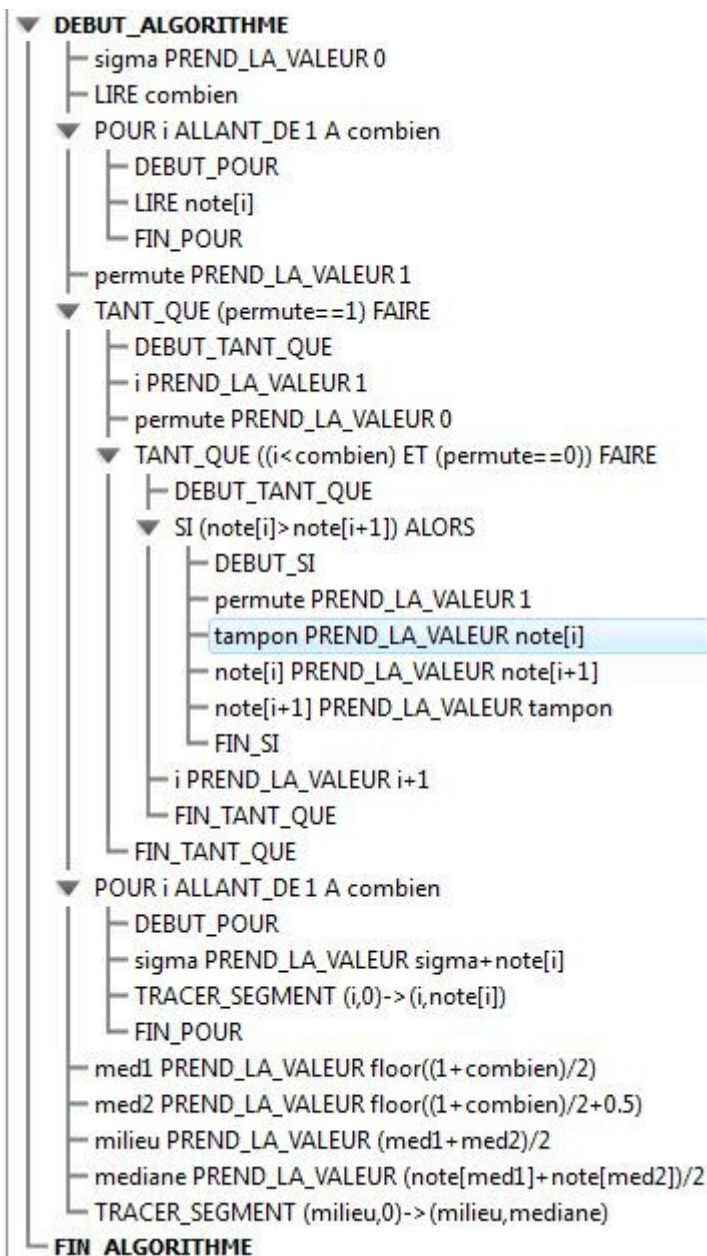 DEBUT_ALGORITHME
sigma PREND_LA_VALEUR 0
LIRE combien
POUR i ALLANT_DE 1 A combien
DEBUT_POUR
LIRE note[i]
FIN_POUR
permute PREND_LA_VALEUR 1
TANT_QUE (permute==1) FAIRE
DEBUT_TANT_QUE
i PREND_LA_VALEUR 1
permute PREND_LA_VALEUR 0
TANT_QUE ((i<combien) ET (permute==0)) FAIRE
DEBUT_TANT_QUE
SI (note[i]>note[i+1]) ALORS
DEBUT_SI
permute PREND_LA_VALEUR 1
tampon PREND_LA_VALEUR note[i]
note[i] PREND_LA_VALEUR note[i+1]
note[i+1] PREND_LA_VALEUR tampon
FIN_SI
i PREND_LA_VALEUR i+1
FIN_TANT_QUE
FIN_TANT_QUE
POUR i ALLANT_DE 1 A combien
DEBUT_POUR
sigma PREND_LA_VALEUR sigma+note[i]
TRACER_SEGMENT (i,0)->(i,note[i])
FIN_POUR
med1 PREND_LA_VALEUR floor((1+combien)/2)
med2 PREND_LA_VALEUR floor((1+combien)/2+0.5)
milieu PREND_LA_VALEUR (med1+med2)/2
mediane PREND_LA_VALEUR (note[med1]+note[med2])/2
TRACER_SEGMENT (milieu,0)->(milieu,mediane)
FIN_ALGORITHME